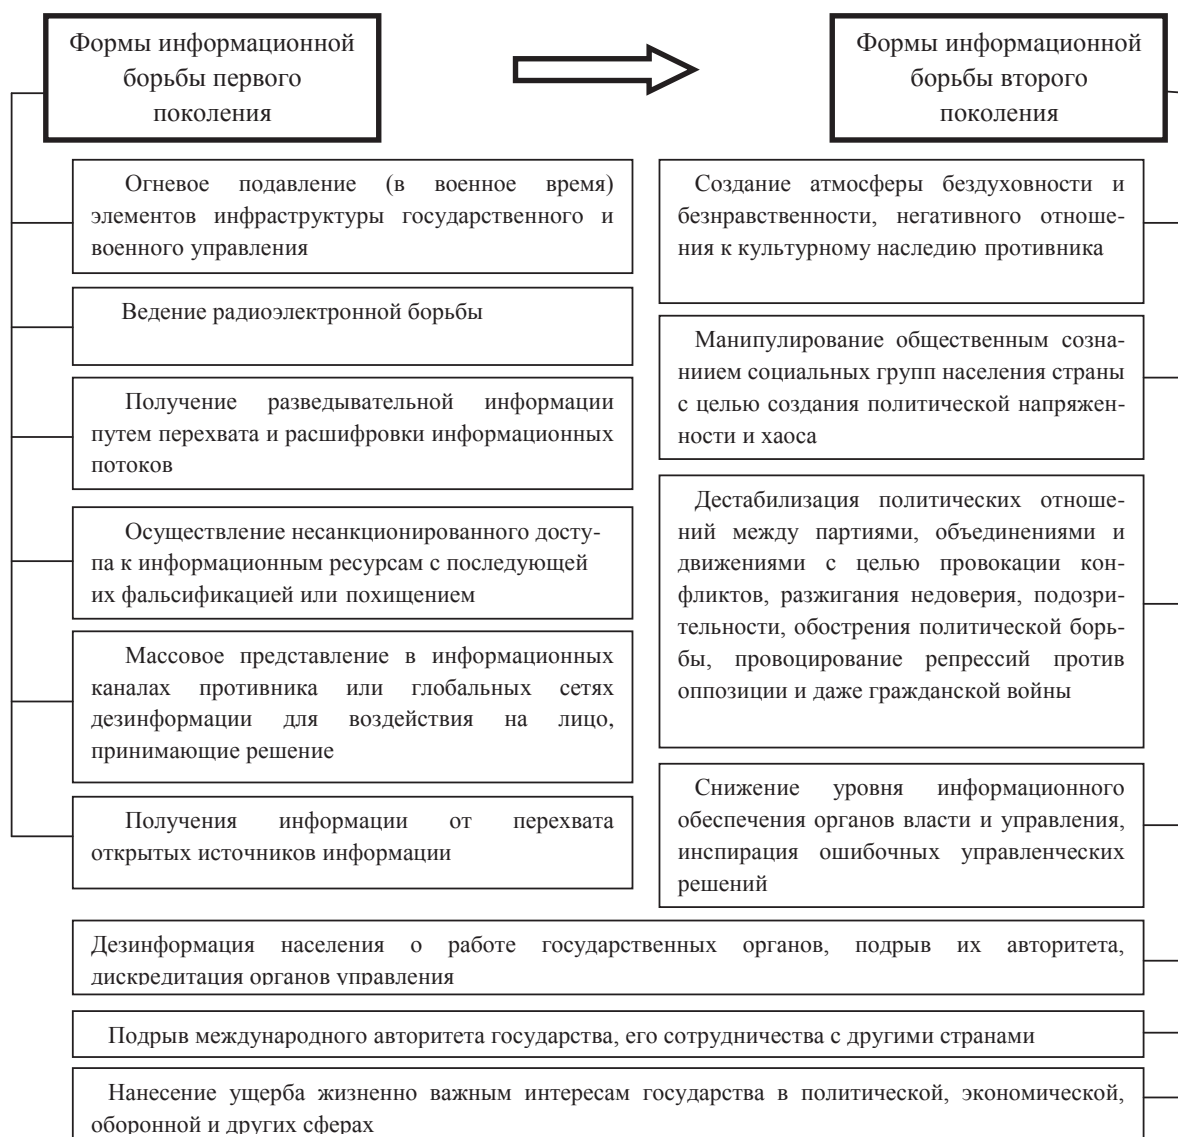 Формы информационной
борьбы первого
поколения
Формы информационной
борьбы второго
поколения
Огневое подавление (в военное время)
элементов инфраструктуры государственного и
военного управления
Ведение радиоэлектронной борьбы
Получение разведывательной информации
путем перехвата и расшифровки информационных
потоков
Осуществление несанкционированного досту-
па к информационным ресурсам с последующей
их фальсификацией или похищением
Массовое представление в информационных
каналах противника или глобальных сетях
дезинформации для воздействия на лицо,
принимающие решение
Получения информации от перехвата
открытых источников информации
Создание атмосферы бездуховности и
безнравственности, негативного отноше-
ния к культурному наследию противника
Манипулирование общественным созна-
ниием социальных групп населения страны
с целью создания политической напряжен-
ности и хаоса
Дестабилизация политических отноше-
ний между партиями, объединениями и
движениями с целью провокации кон-
фликтов, разжигания недоверия, подозри-
тельности, обострения политической борь-
бы, провоцирование репрессий против
оппозиции и даже гражданской войны
Снижение уровня информационного
обеспечения органов власти и управления,
инспирация ошибочных управленческих
решений
Дезинформация населения о работе государственных органов, подрыв их авторитета,
дискредитация органов управления
Подрыв международного авторитета государства, его сотрудничества с другими странами
Нанесение ущерба жизненно важным интересам государства в политической, экономической,
оборонной и других сферах